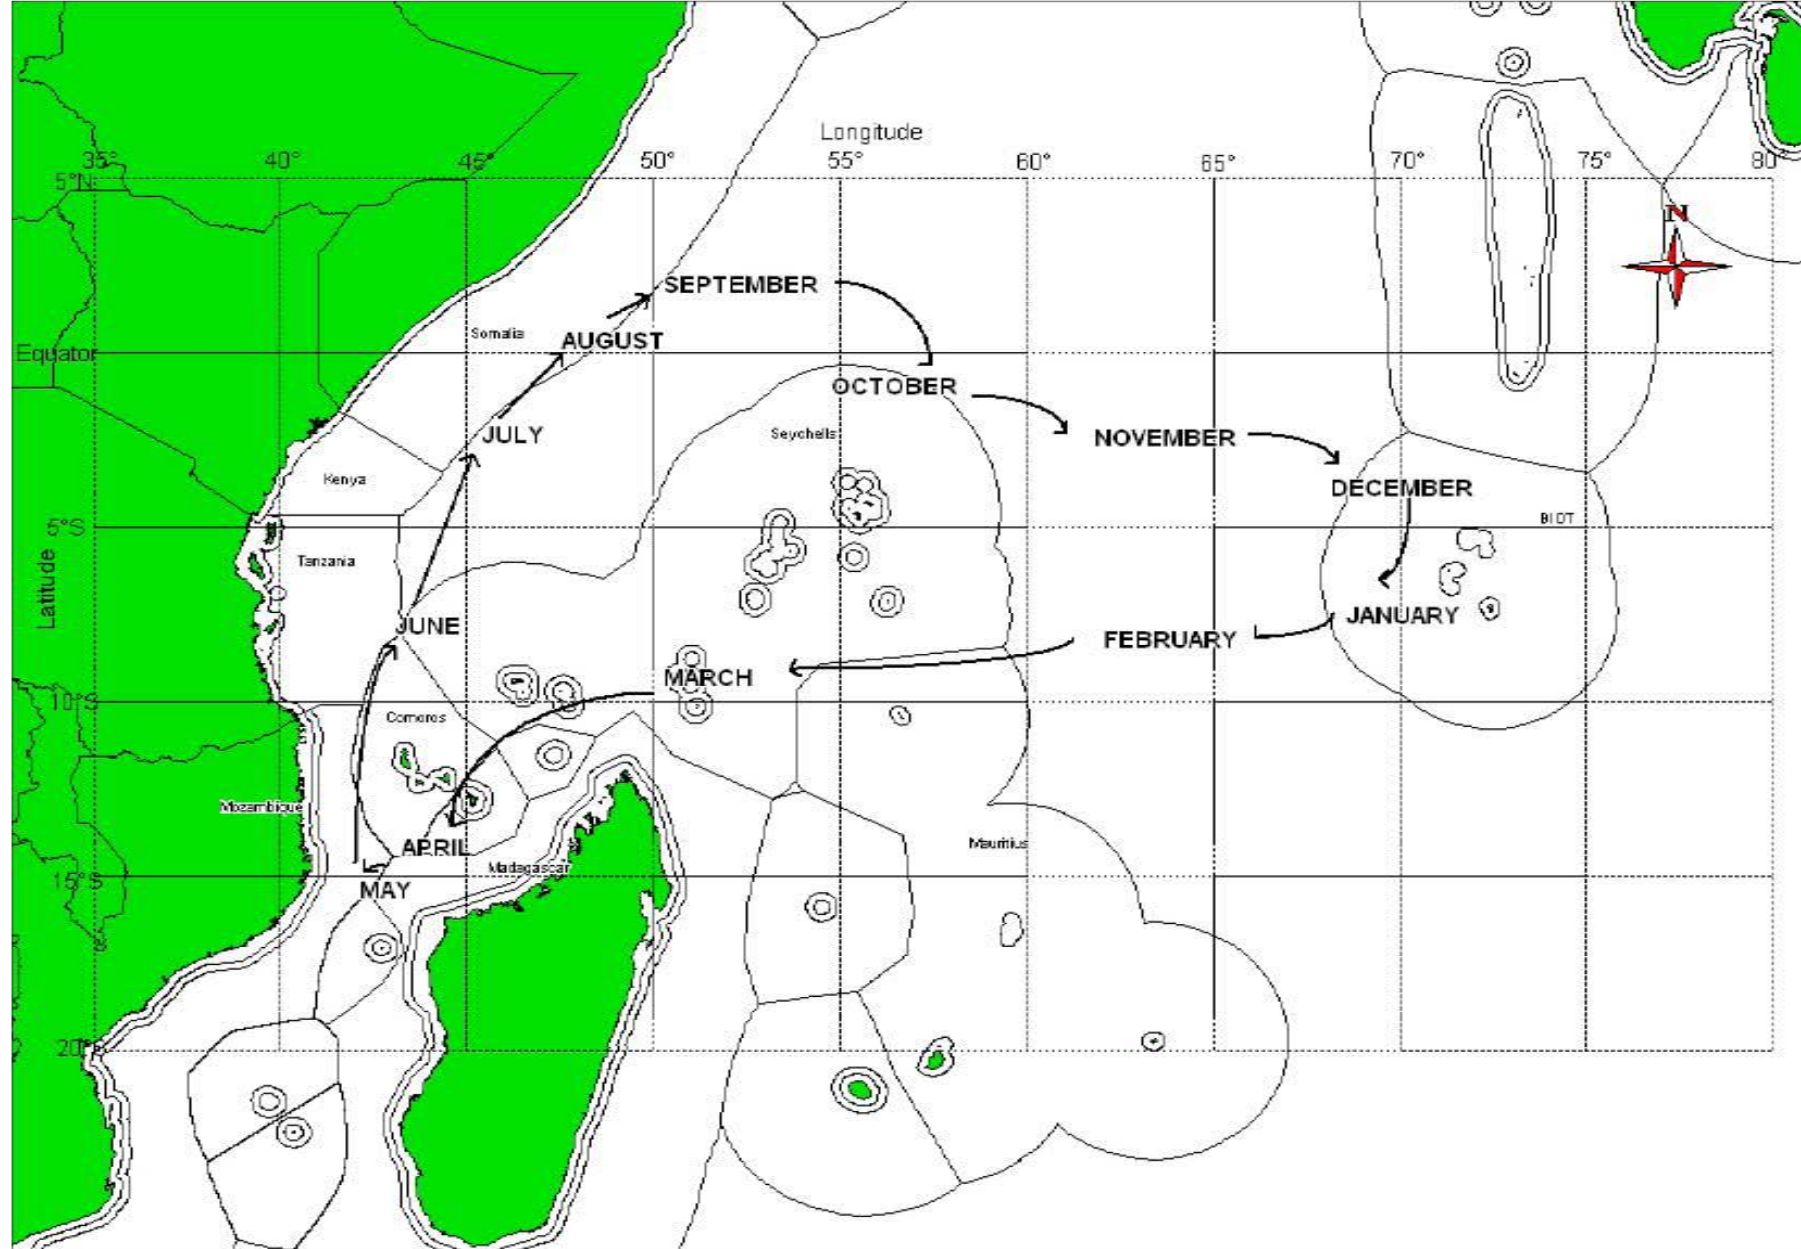 Longitude
35° 40° 45° 50° 55° 60° 65° 70° 75° 80°
5°N
N
SEPTEMBER
Somalia
AUGUST
Equator
OCTOBER
JULY
Seychells
NOVEMBER
Kenya
DECEMBER
5°S
BIOT
Tanzania
Latitude
JUNE
JANUARY
FEBRUARY
MARCH
10°S
Comoros
Mozambique
APRIL
Mauritius
Madagascar
15°S
MAY
20°